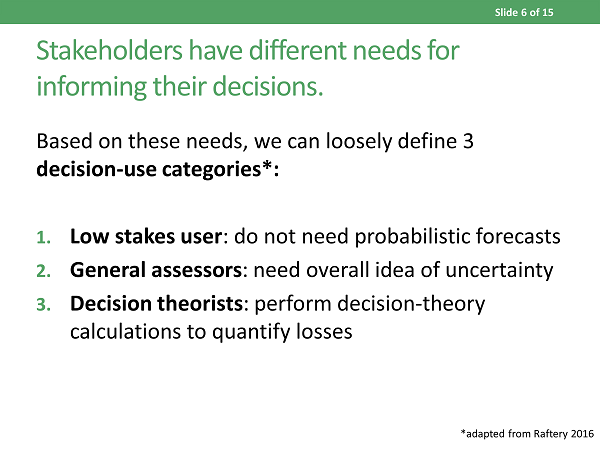 Slide 6 of 15
Stakeholders have different needs for
informing their decisions.
Based on these needs, we can loosely define 3
decision-use categories*:
1. Low stakes user: do not need probabilistic forecasts
2. General assessors: need overall idea of uncertainty
3. Decision theorists: perform decision-theory
calculations to quantify losses
*adapted from Raftery 2016